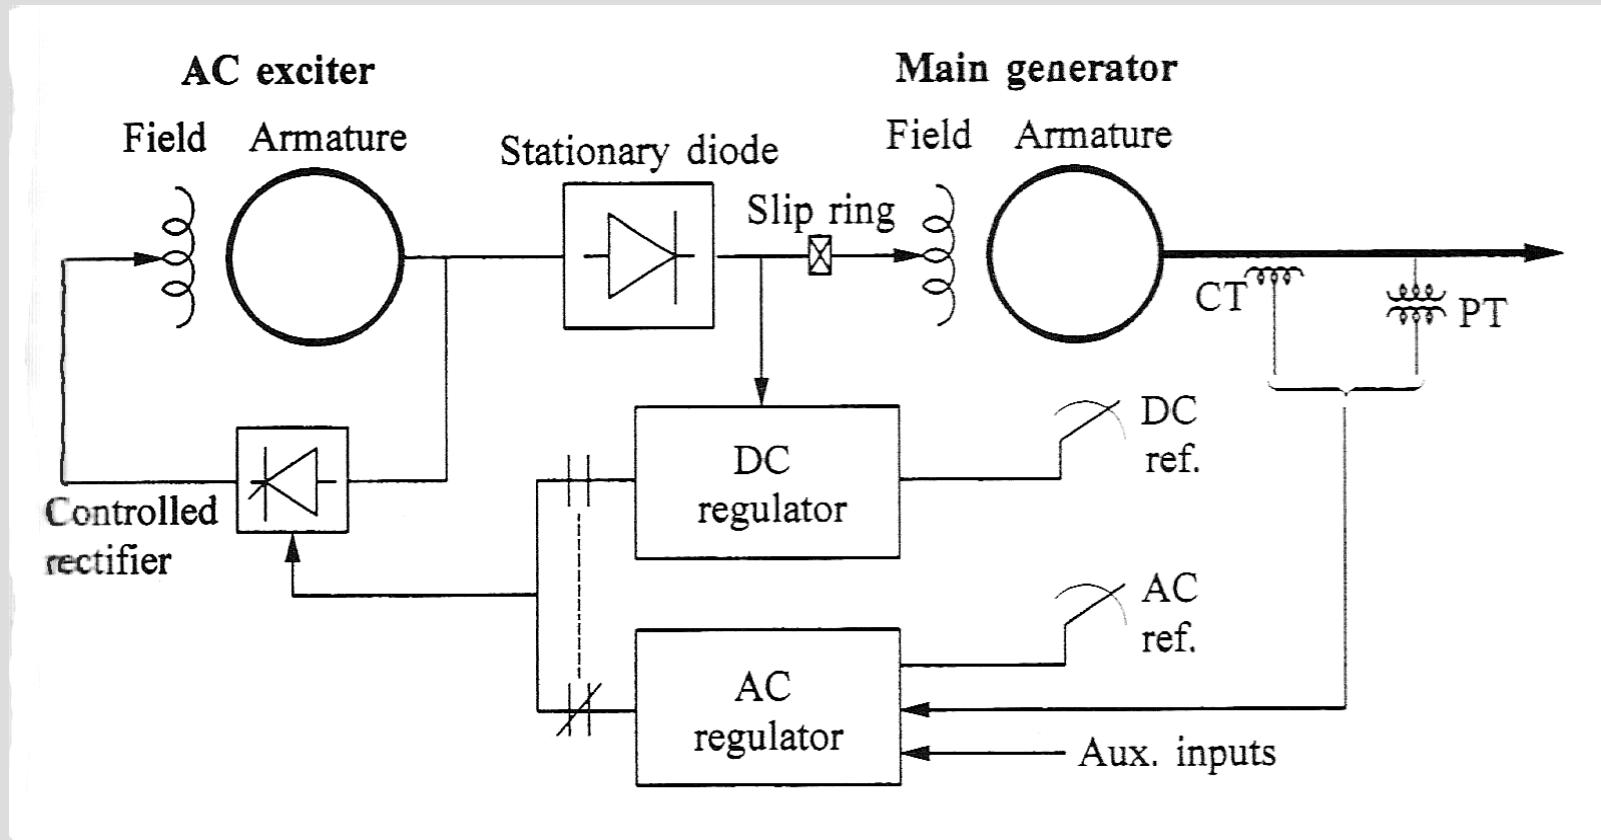 AC exciter
Main generator
Field Armature
Field Armature
Stationary diode
Slip ring
CT
PT
DC
ref.
DC
regulator
Controlled
rectifier
AC
ref.
AC
regulator
Aux. inputs